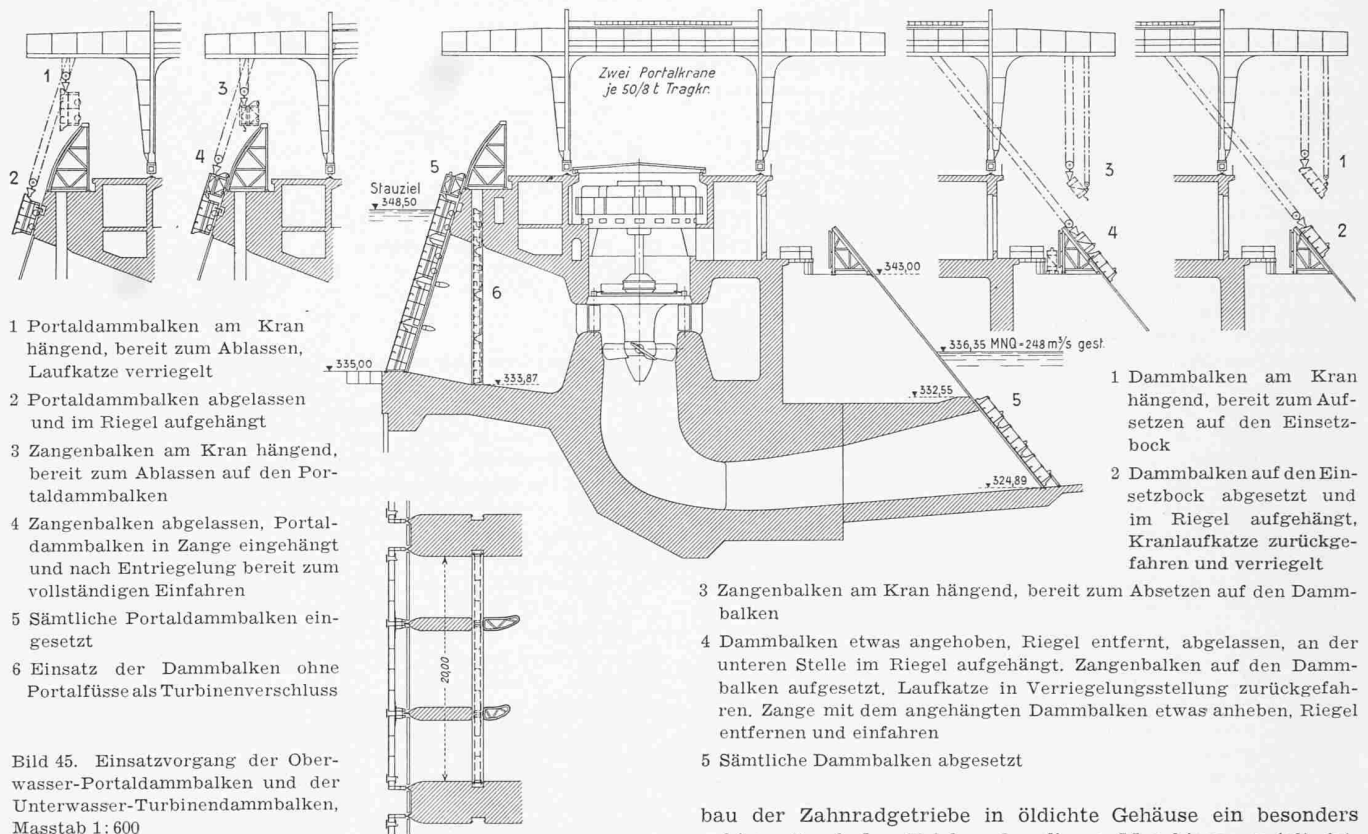 1
2
3
4
Zwei Portalkrane
je 50/8 t Tragkr.
5
6
Stauziel
348,50
335,00
333,87
343,00
336,35 MNQ=248 m³/s gest.
332,55
324,89
5
3
4
1
2
20,00
1 Portaldammbalken am Kran
hängend, bereit zum Ablassen,
Laufkatze verriegelt
2 Portaldammbalken abgelassen
und im Riegel aufgehängt
3 Zangenbalken am Kran hängend,
bereit zum Ablassen auf den Por-
taldammbalken
4 Zangenbalken abgelassen, Portal-
dammbalken in Zange eingehängt
und nach Entriegelung bereit zum
vollständigen Einfahren
5 Sämtliche Portaldammbalken ein-
gesetzt
6 Einsatz der Dammbalken ohne
Portalfüsse als Turbinenverschluss
Bild 45. Einsatzvorgang der Ober-
wasser-Portaldammbalken und der
Unterwasser-Turbinendammbalken,
Masstab 1:600
1 Dammbalken am Kran
hängend, bereit zum Auf-
setzen auf den Einsetz-
bock
2 Dammbalken auf den Ein-
setzbock abgesetzt und
im Riegel aufgehängt,
Kranlaufkatze zurückge-
fahren und verriegelt
3 Zangenbalken am Kran hängend, bereit zum Absetzen auf den Damm-
balken
4 Dammbalken etwas angehoben, Riegel entfernt, abgelassen, an der
unteren Stelle im Riegel aufgehängt. Zangenbalken auf den Damm-
balken aufgesetzt. Laufkatze in Verriegelungsstellung zurückgefah-
ren. Zange mit dem angehängten Dammbalken etwas anheben, Riegel
entfernen und einfahren
5 Sämtliche Dammbalken abgesetzt
bau der Zahnradgetriebe in öldichte Gehäuse ein besonders